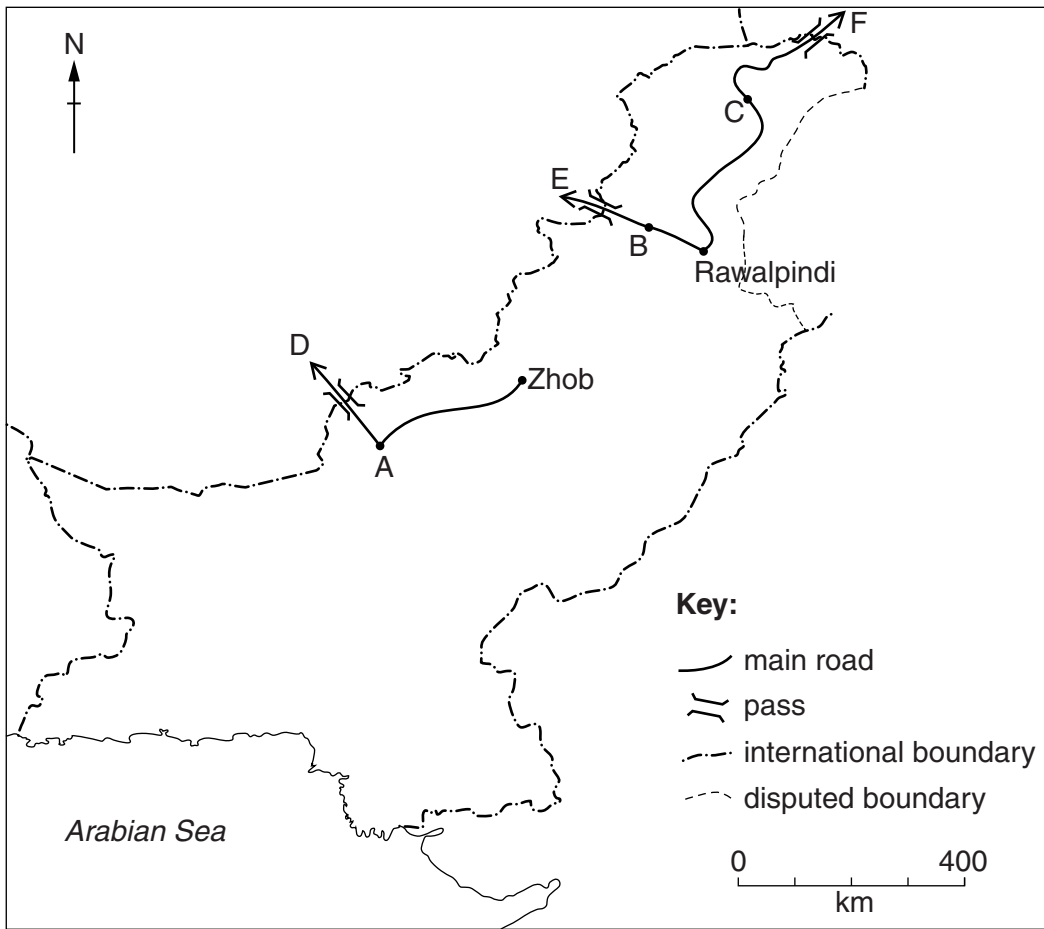 N
F
C
E
B
Rawalpindi
D
Zhob
A
Key:
main road
pass
international boundary
disputed boundary
Arabian Sea
0 400
km